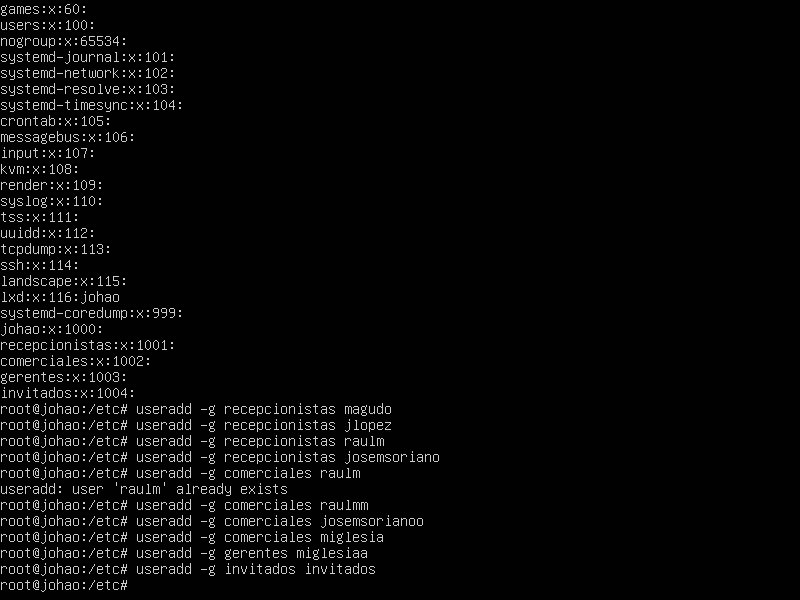 games:x:60:
users:x:100:
nogroup:x:65534:
systemd-journal:x:101:
systemd-network:x:102:
systemd-resolve:x:103:
systemd-timesync:x:104:
crontab:x:105:
messagebus:x:106:
input:x:107:
kvm:x:108:
render:x:109:
syslog:x:110:
tss:x:111:
uuidd:x:112:
tcpdump:x:113:
ssh:x:114:
landscape:x:115:
lxd:x:116:johao
systemd-coredump:x:999:
johao:x:1000:
recepcionistas:x:1001:
comerciales:x:1002:
gerentes:x:1003:
invitados:x:1004:
root@johao:/etc# useradd -g recepcionistas magudo
root@johao:/etc# useradd -g recepcionistas jlopez
root@johao:/etc# useradd -g recepcionistas raulm
root@johao:/etc# useradd -g recepcionistas josemsoriano
root@johao:/etc# useradd -g comerciales raulm
useradd: user 'raulm' already exists
root@johao:/etc# useradd -g comerciales raulmm
root@johao:/etc# useradd -g comerciales josemsorianoo
root@johao:/etc# useradd -g comerciales miglesia
root@johao:/etc# useradd -g gerentes miglesiaa
root@johao:/etc# useradd -g invitados invitados
root@johao:/etc#